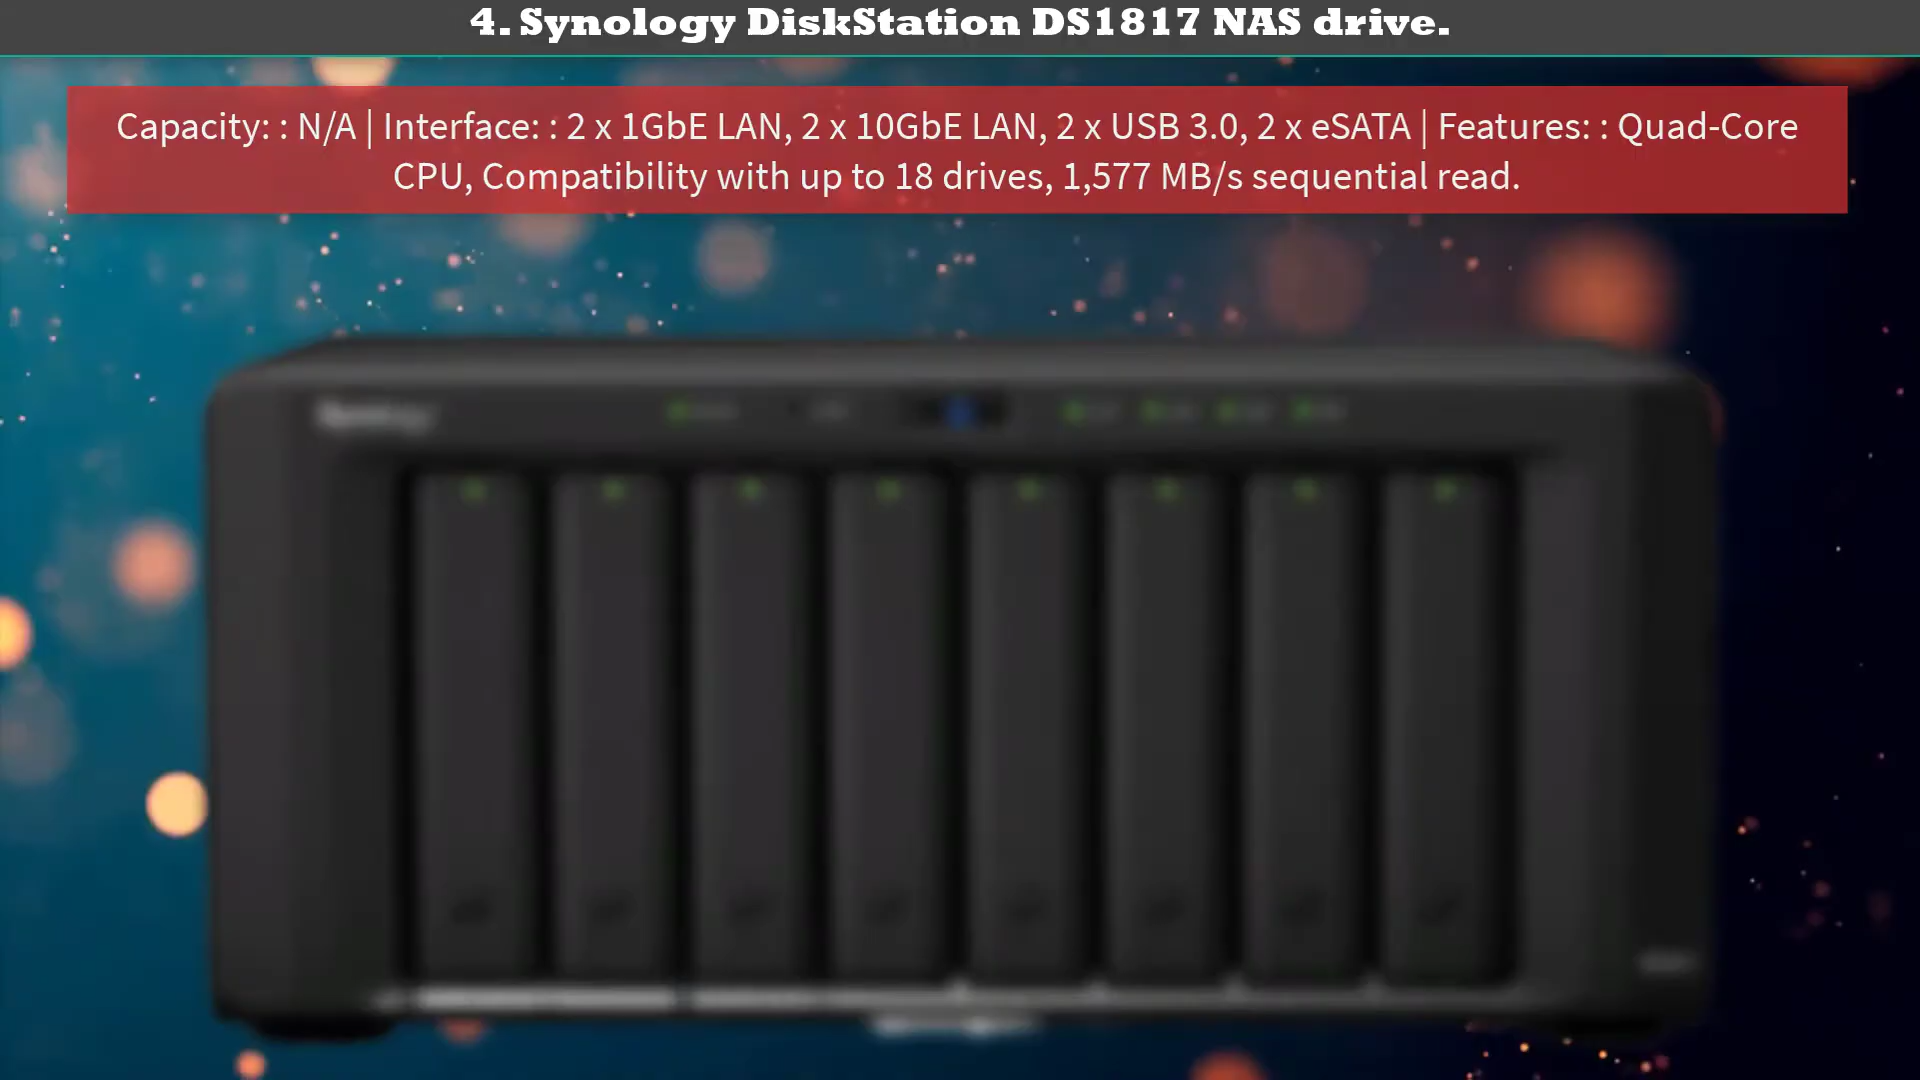 4. Synology DiskStation DS1817 NAS drive.
Capacity: : N/A | Interface: : 2 x 1GbE LAN, 2 x 10GbE LAN, 2 x USB 3.0, 2 x eSATA | Features: : Quad-Core
CPU, Compatibility with up to 18 drives, 1,577 MB/s sequential read.
Synology